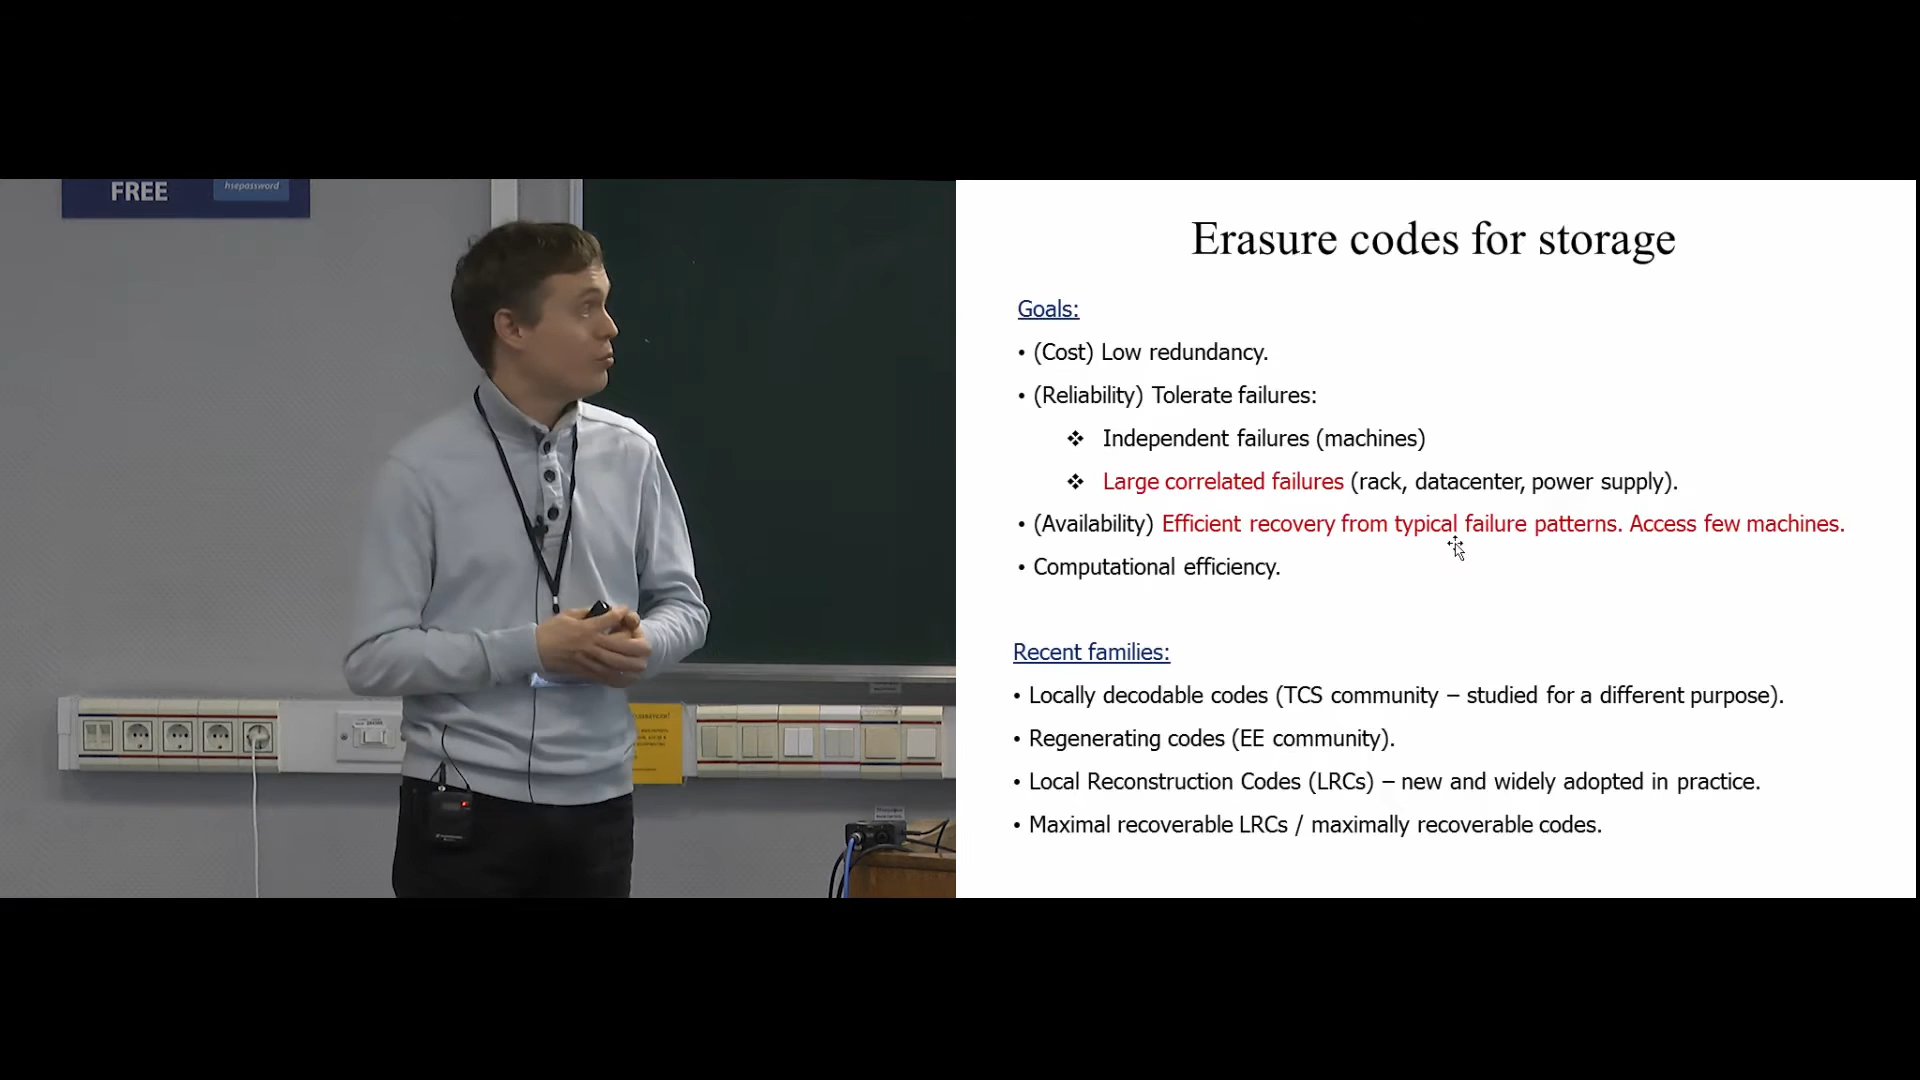 FREE
hsepassword
Erasure codes for storage
Goals:
• (Cost) Low redundancy.
• (Reliability) Tolerate failures:
❖ Independent failures (machines)
❖ Large correlated failures (rack, datacenter, power supply).
• (Availability) Efficient recovery from typical failure patterns. Access few machines.
• Computational efficiency.
Recent families:
• Locally decodable codes (TCS community – studied for a different purpose).
• Regenerating codes (EE community).
• Local Reconstruction Codes (LRCs) – new and widely adopted in practice.
• Maximal recoverable LRCs / maximally recoverable codes.